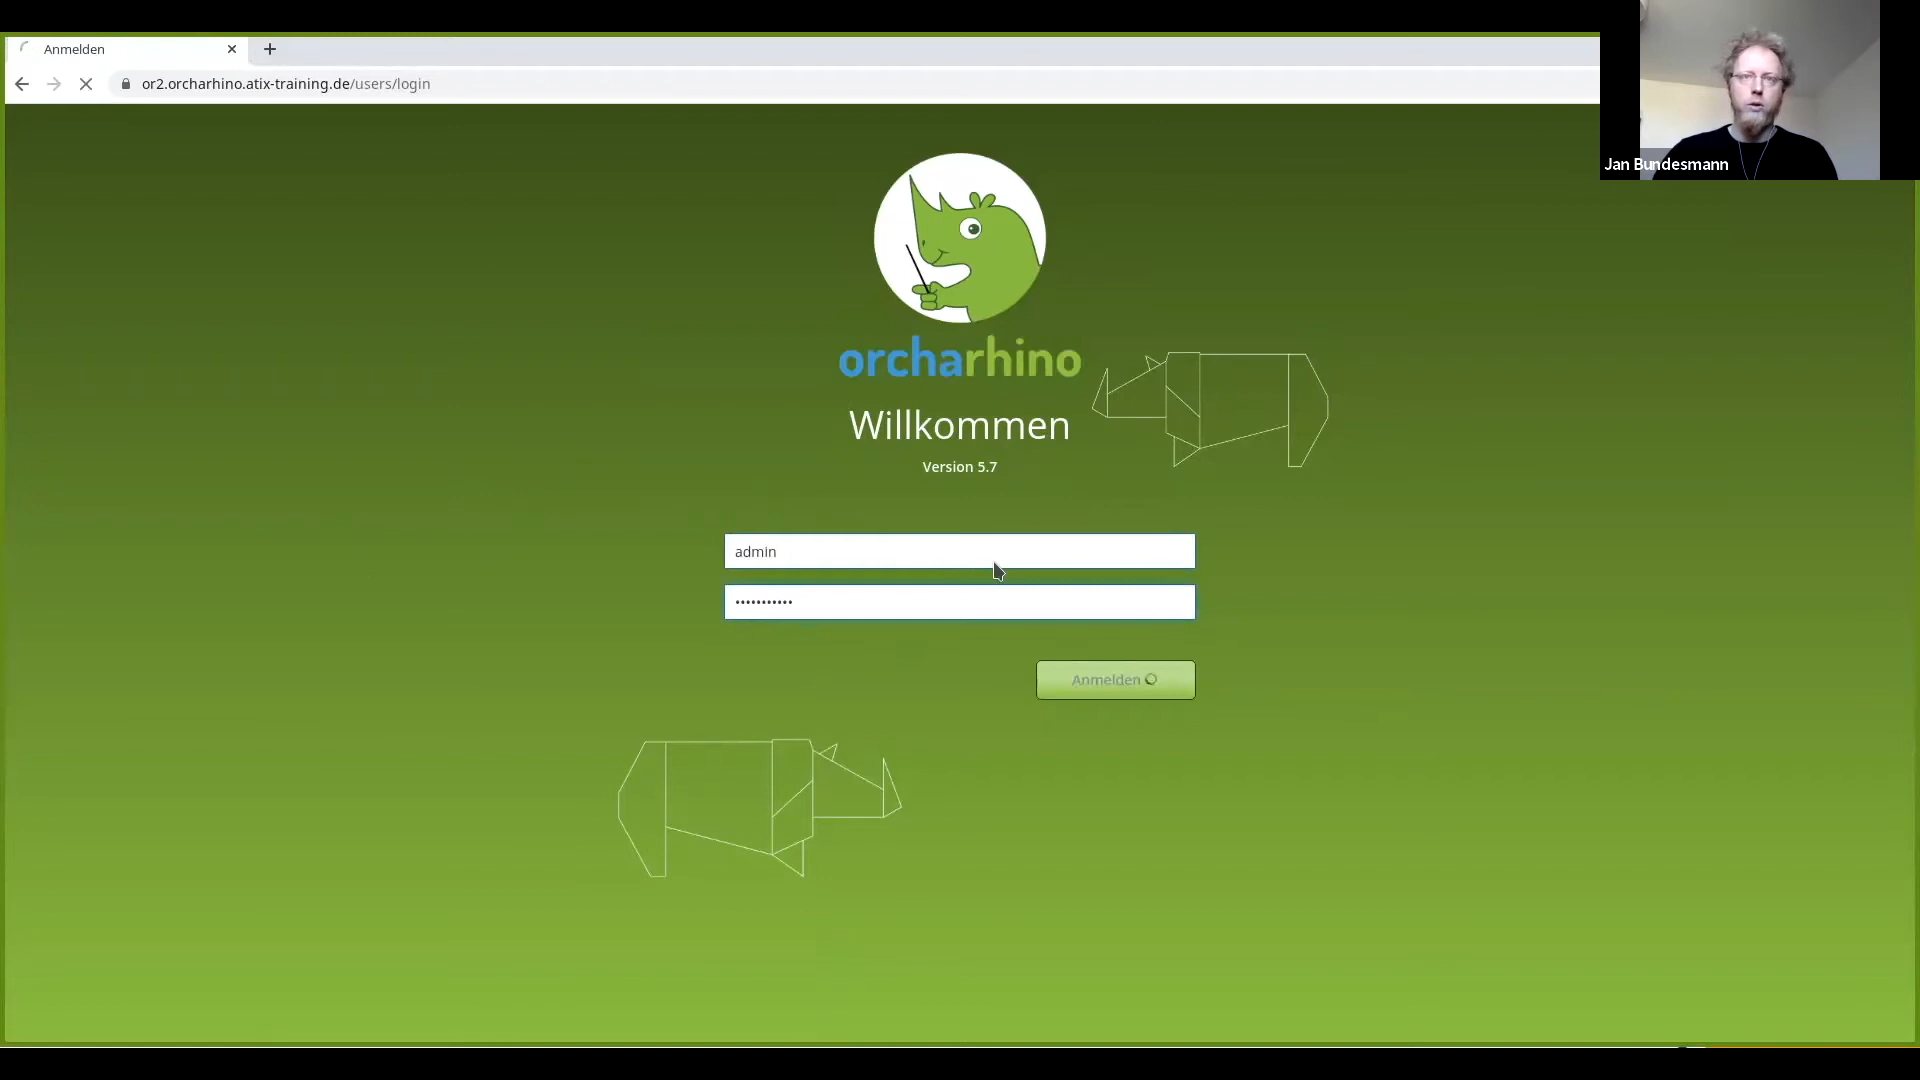 Anmelden
or2.orcharhino.atix-training.de/users/login
Jan Bundesmann
orcharhino
Willkommen
Version 5.7
admin
Anmelden